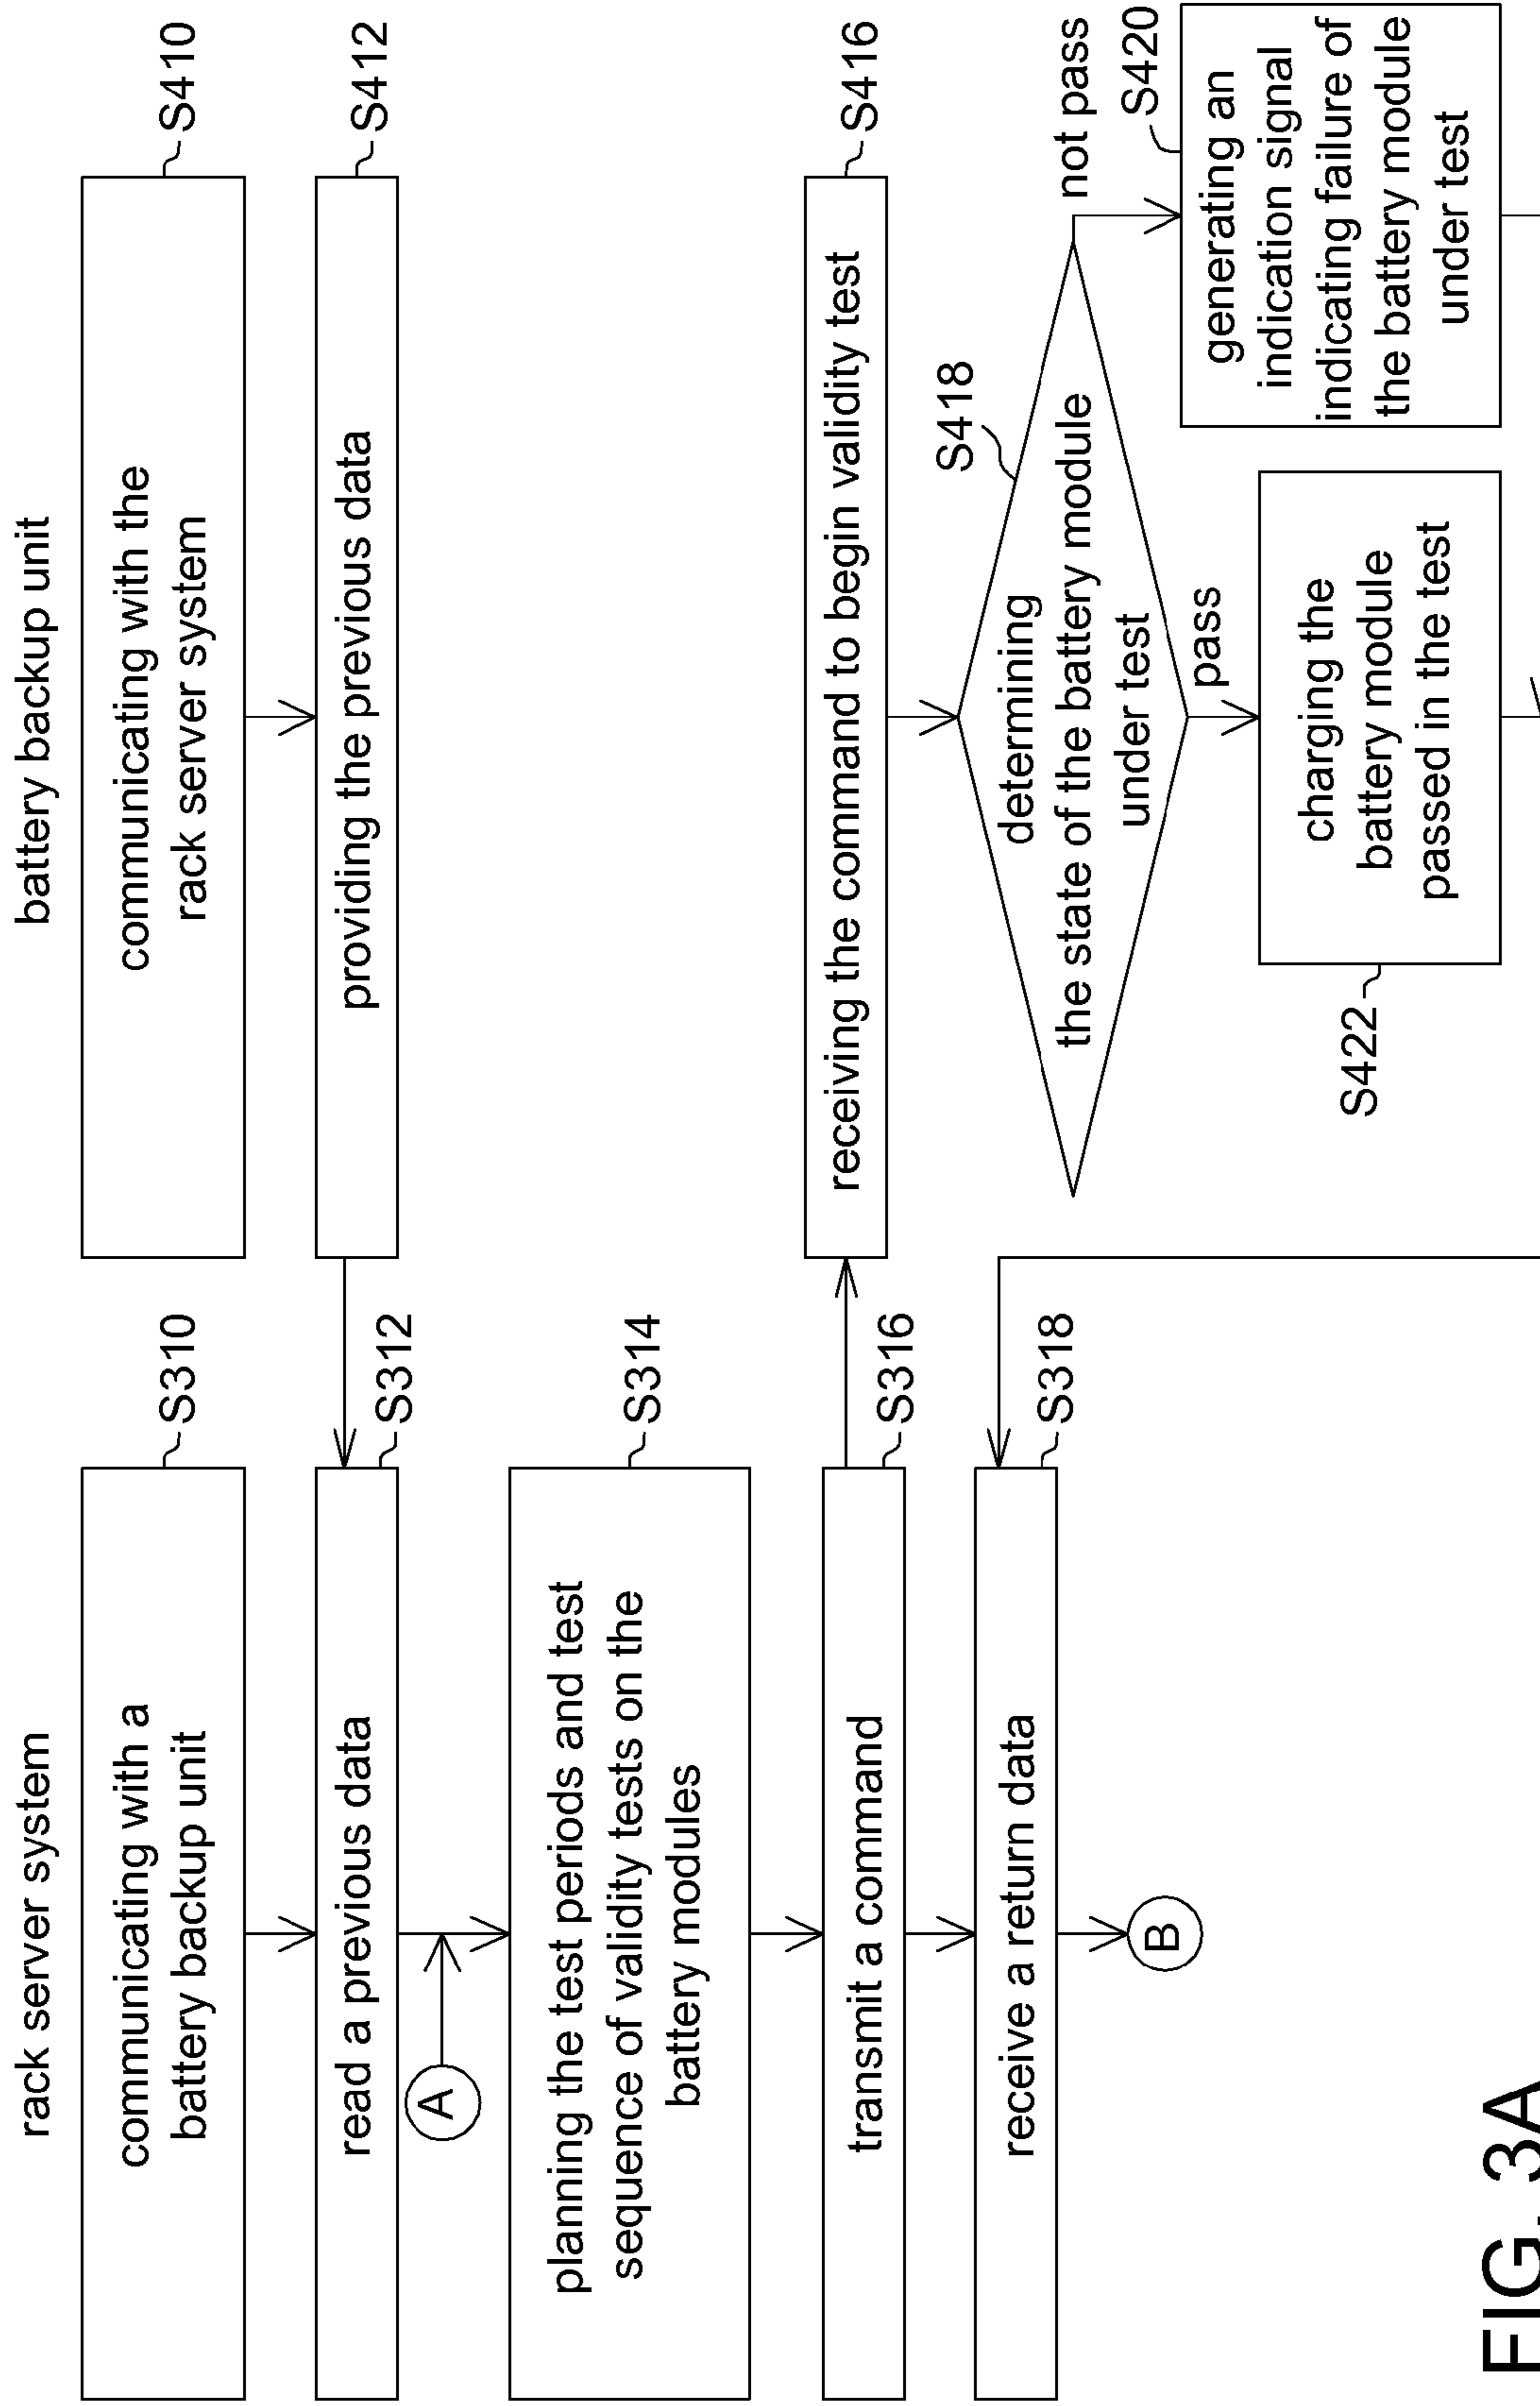 rack server system
communicating with a
battery backup unit
S310
read a previous data
S312
A
planning the test periods and test
sequence of validity tests on the
battery modules
S314
transmit a command
S316
receive a return data
S318
B
battery backup unit
communicating with the
rack server system
S410
providing the previous data
S412
receiving the command to begin validity test
S416
determining
the state of the battery module
under test
S418
pass
not pass
charging the
battery module
passed in the test
S422
generating an
indication signal
indicating failure of
the battery module
under test
S420
FIG. 3A